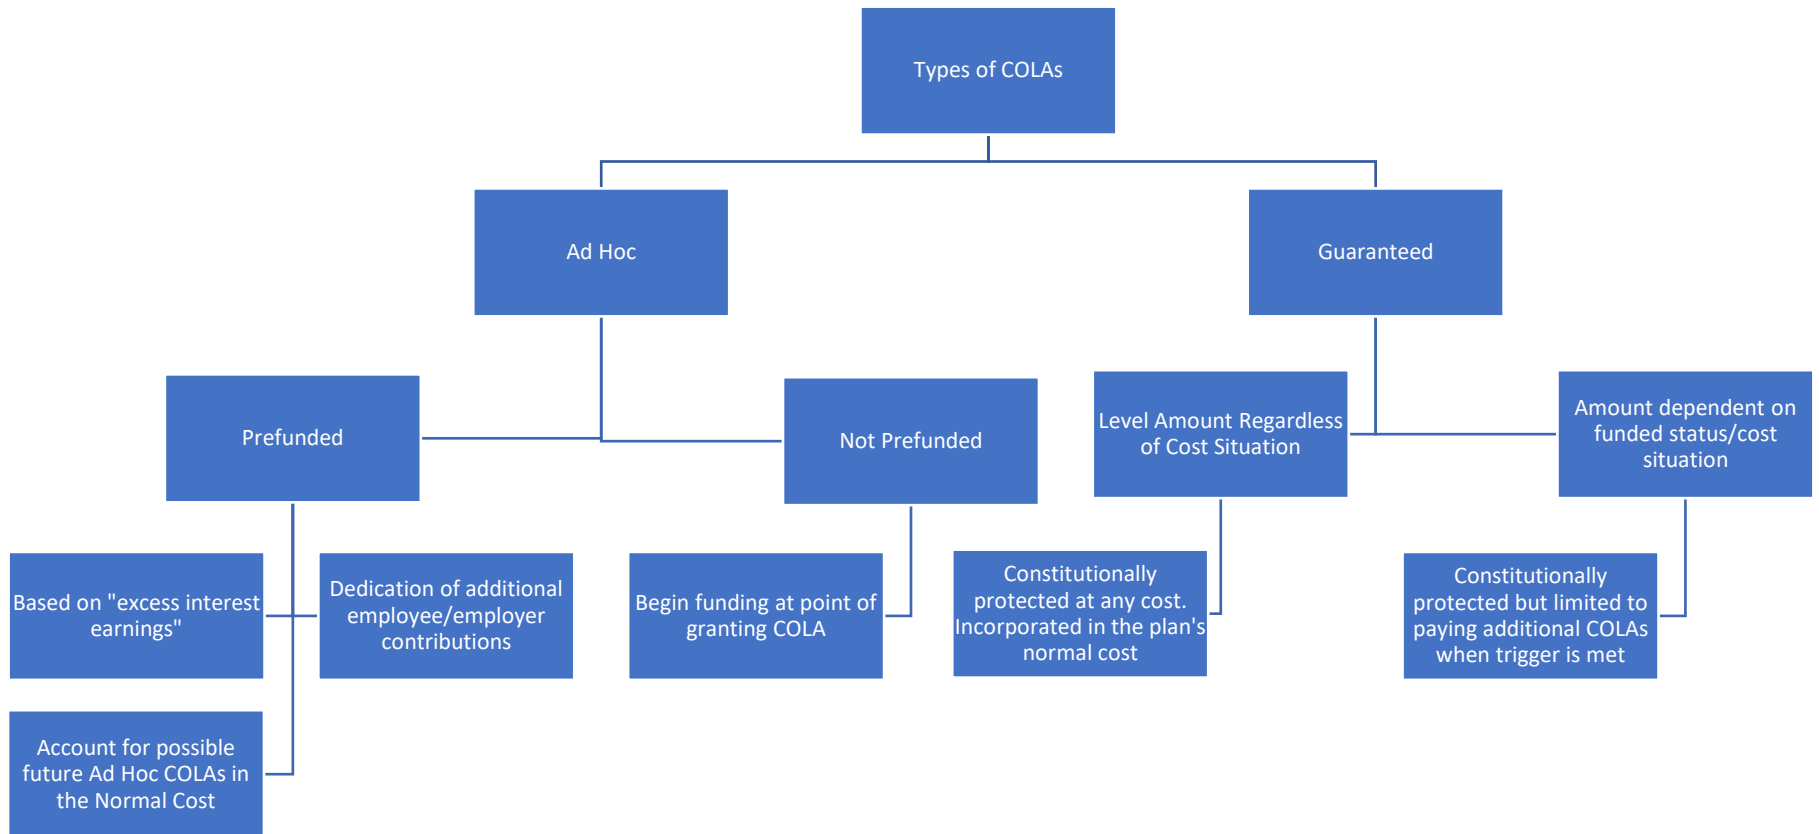 Types of COLAs
Ad Hoc
Guaranteed
Prefunded
Not Prefunded
Level Amount Regardless
of Cost Situation
Amount dependent on
funded status/cost
situation
Based on "excess interest
earnings"
Dedication of additional
employee/employer
contributions
Begin funding at point of
granting COLA
Constitutionally
protected at any cost.
Incorporated in the plan's
normal cost
Constitutionally
protected but limited to
paying additional COLAs
when trigger is met
Account for possible
future Ad Hoc COLAs in
the Normal Cost